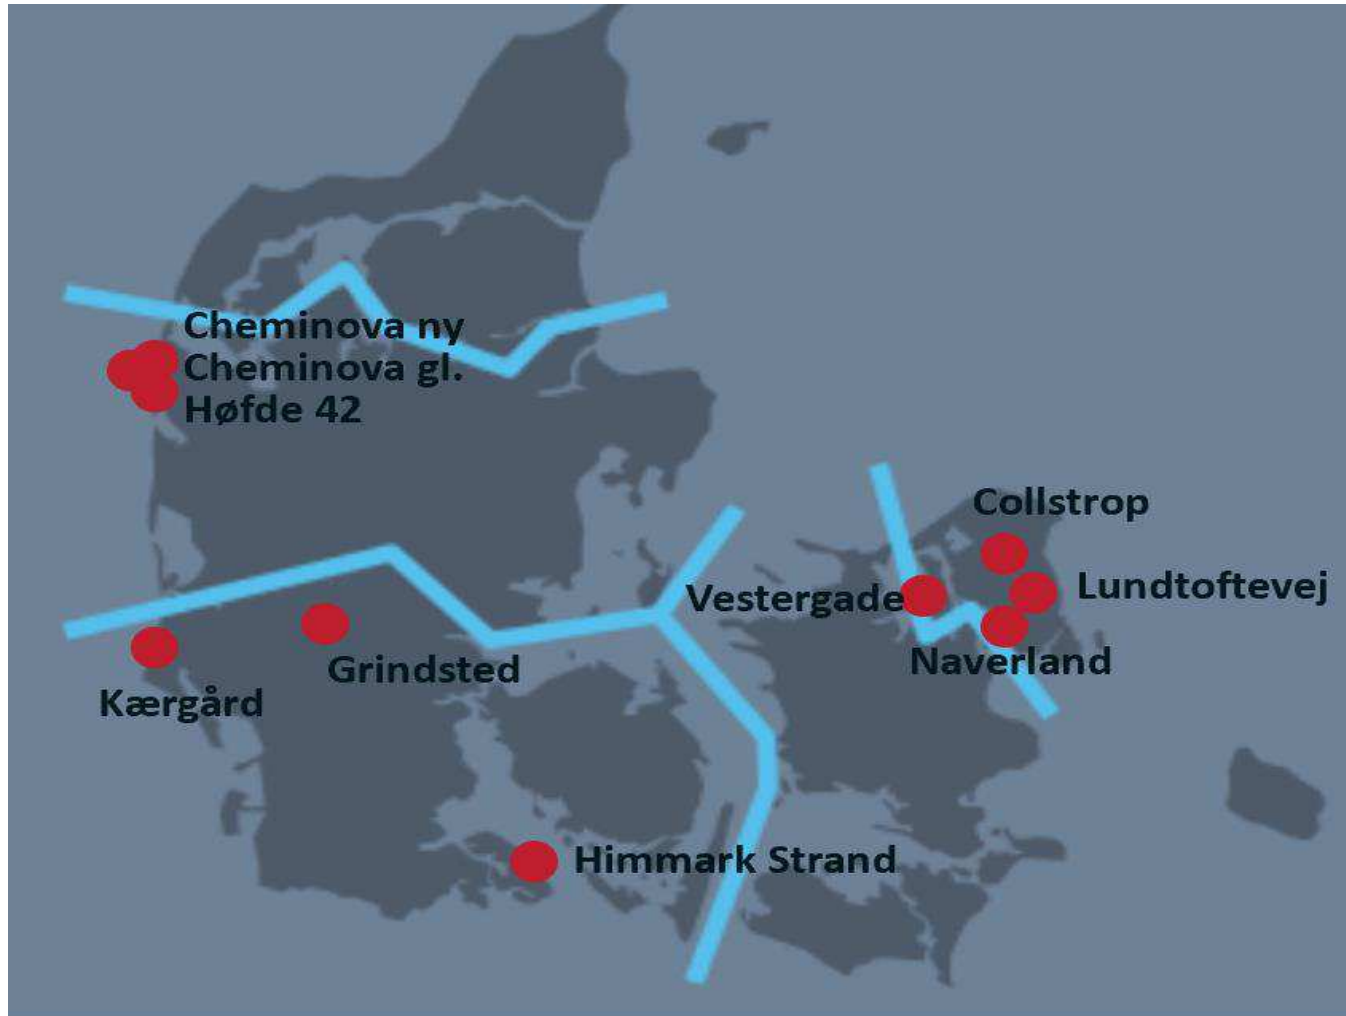 Cheminova ny
Cheminova gl.
Høfde 42
Collstrop
Vestergade
Lundtoftevej
Naverland
Grindsted
Kærgård
Himmark Strand